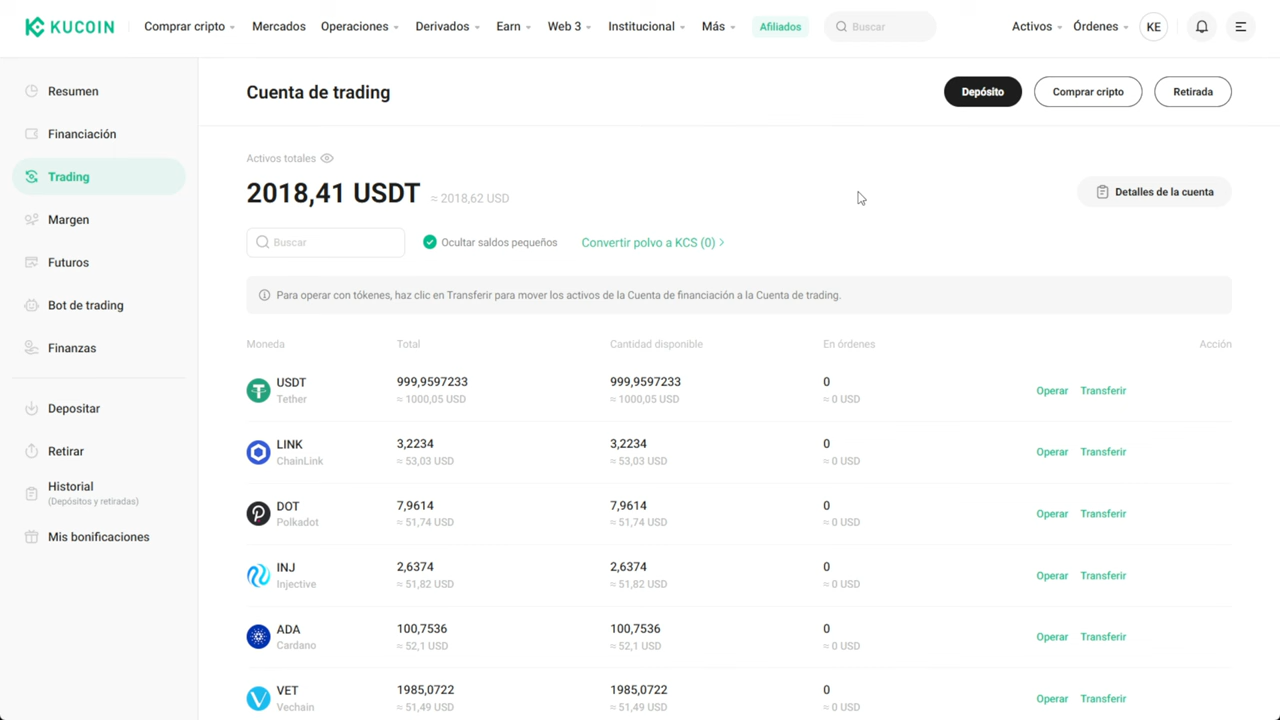 KUCOIN Comprar cripto Mercados Operaciones Derivados Earn Web 3 Institucional Más Afiliados Buscar Activos Órdenes KE
Resumen
Financiación
Trading
Margen
Futuros
Bot de trading
Finanzas
Depositar
Retirar
Historial
(Depósitos y retiradas)
Mis bonificaciones
Cuenta de trading Depósito Comprar cripto Retirada
Activos totales
2018,41 USDT ≈ 2018,62 USD Detalles de la cuenta
Buscar Ocultar saldos pequeños Convertir polvo a KCS (0) >
Para operar con tókenes, haz clic en Transferir para mover los activos de la Cuenta de financiación a la Cuenta de trading.
Moneda Total Cantidad disponible En órdenes Acción
USDT 999,9597233 999,9597233 0 Operar Transferir
Tether ≈ 1000,05 USD ≈ 1000,05 USD ≈ 0 USD
LINK 3,2234 3,2234 0 Operar Transferir
ChainLink ≈ 53,03 USD ≈ 53,03 USD ≈ 0 USD
DOT 7,9614 7,9614 0 Operar Transferir
Polkadot ≈ 51,74 USD ≈ 51,74 USD ≈ 0 USD
INJ 2,6374 2,6374 0 Operar Transferir
Injective ≈ 51,82 USD ≈ 51,82 USD ≈ 0 USD
ADA 100,7536 100,7536 0 Operar Transferir
Cardano ≈ 52,1 USD ≈ 52,1 USD ≈ 0 USD
VET 1985,0722 1985,0722 0 Operar Transferir
Vechain ≈ 51,49 USD ≈ 51,49 USD ≈ 0 USD